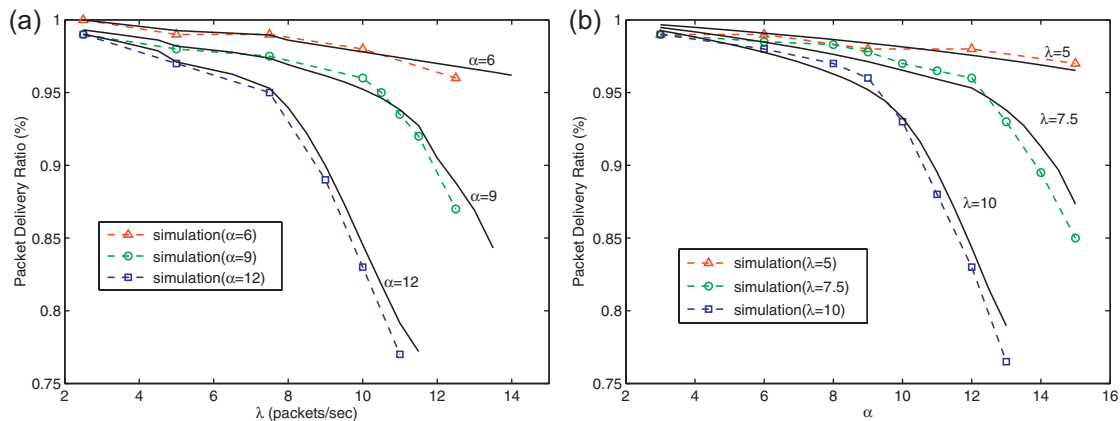 (a)
Packet Delivery Ratio (%)
1
0.95
0.9
0.85
0.8
0.75
2
4
6
8
10
12
14
λ (packets/sec)
α=6
α=9
α=12
simulation(α=6)
simulation(α=9)
simulation(α=12)
(b)
Packet Delivery Ratio (%)
1
0.95
0.9
0.85
0.8
0.75
2
4
6
8
10
12
14
16
α
λ=5
λ=7.5
λ=10
simulation(λ=5)
simulation(λ=7.5)
simulation(λ=10)